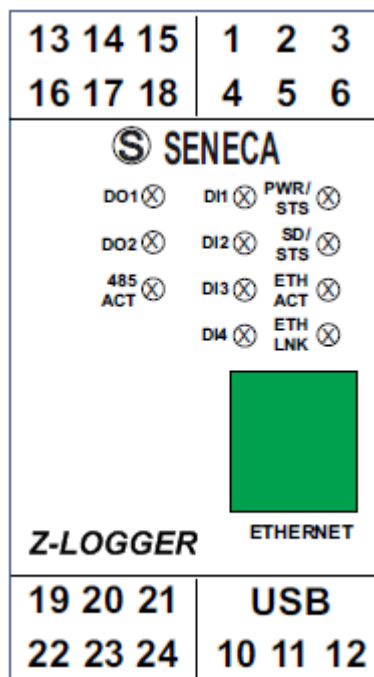 13 14 15 1 2 3
16 17 18 4 5 6
S SENECA
DO1 DI1 PWR/
STS
DO2 DI2 SD/
STS
485
ACT DI3 ETH
ACT
DI4 ETH
LNK
ETHERNET
Z-LOGGER
19 20 21 USB
22 23 24 10 11 12